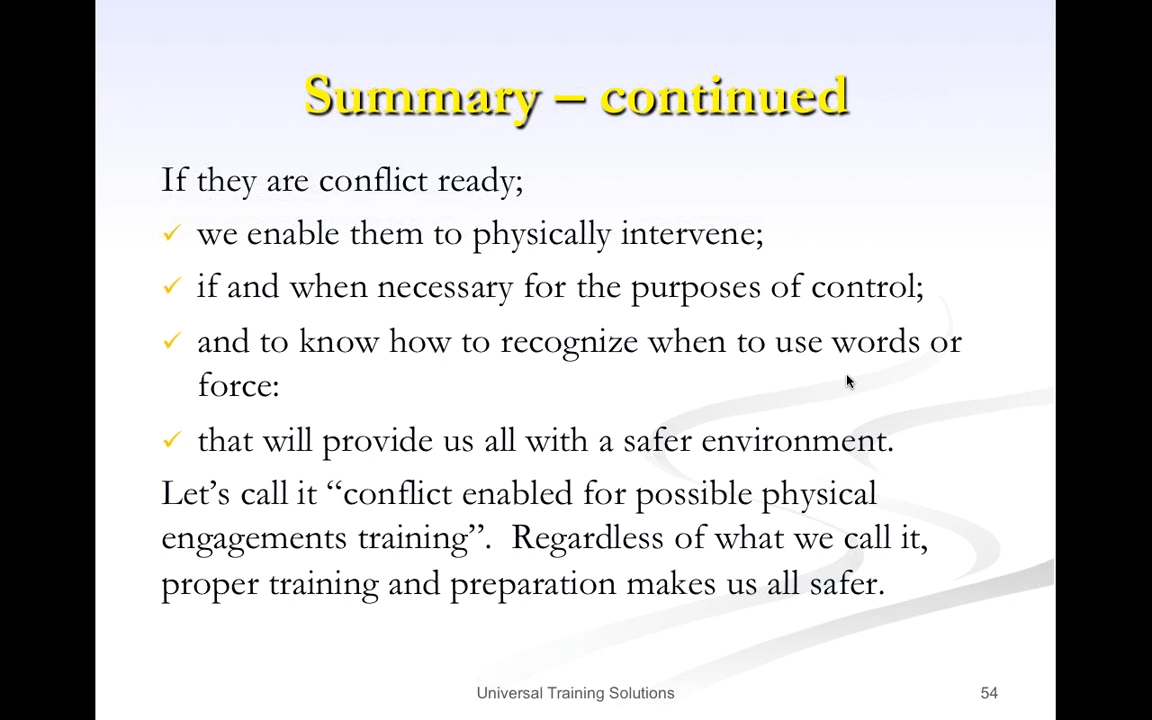 Summary – continued
If they are conflict ready;
✓ we enable them to physically intervene;
✓ if and when necessary for the purposes of control;
✓ and to know how to recognize when to use words or
force:
✓ that will provide us all with a safer environment.
Let’s call it “conflict enabled for possible physical
engagements training”.  Regardless of what we call it,
proper training and preparation makes us all safer.
Universal Training Solutions
54